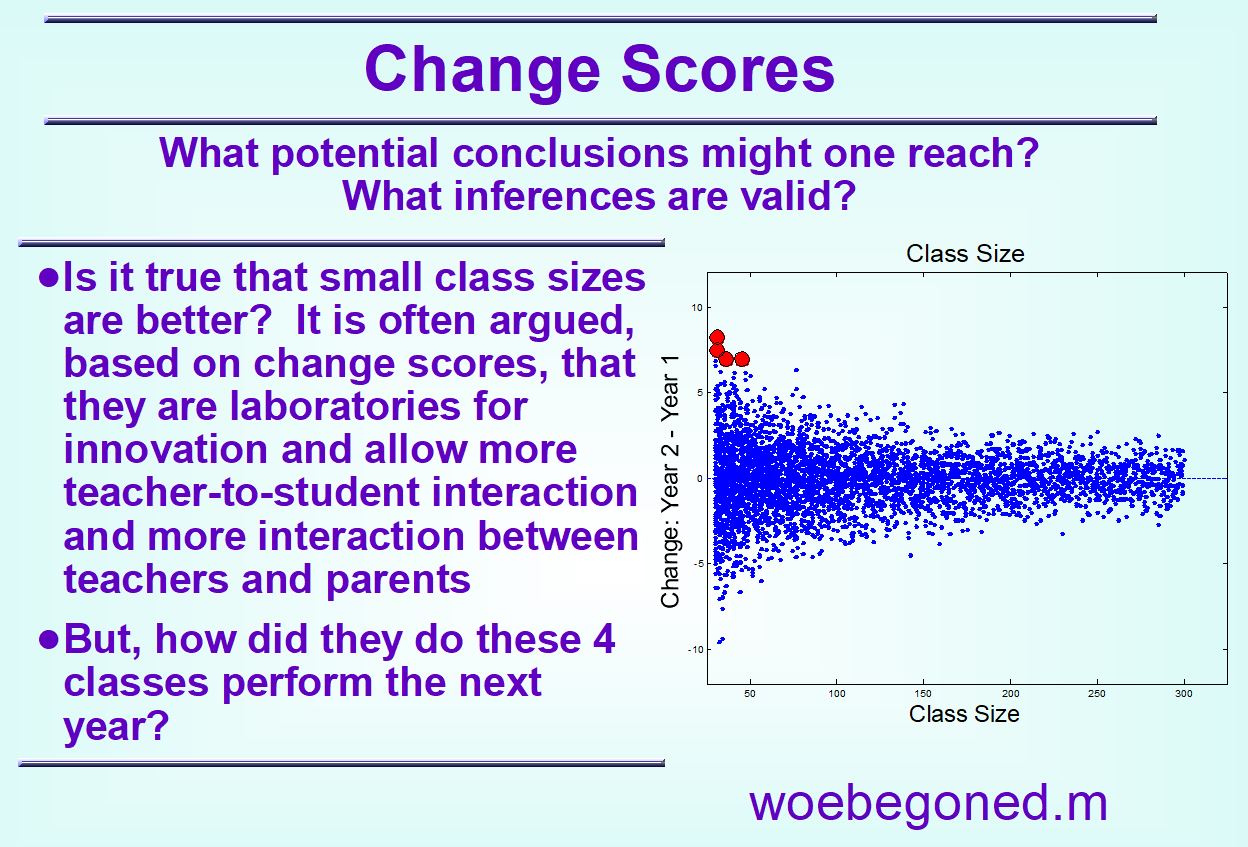 Change Scores
What potential conclusions might one reach?
What inferences are valid?
●Is it true that small class sizes
are better?  It is often argued,
based on change scores, that
they are laboratories for
innovation and allow more
teacher-to-student interaction
and more interaction between
teachers and parents
●But, how did they do these 4
classes perform the next
year?
Class Size
Change: Year 2 - Year 1
10
5
0
-5
-10
50 100 150 200 250 300
Class Size
woebegoned.m